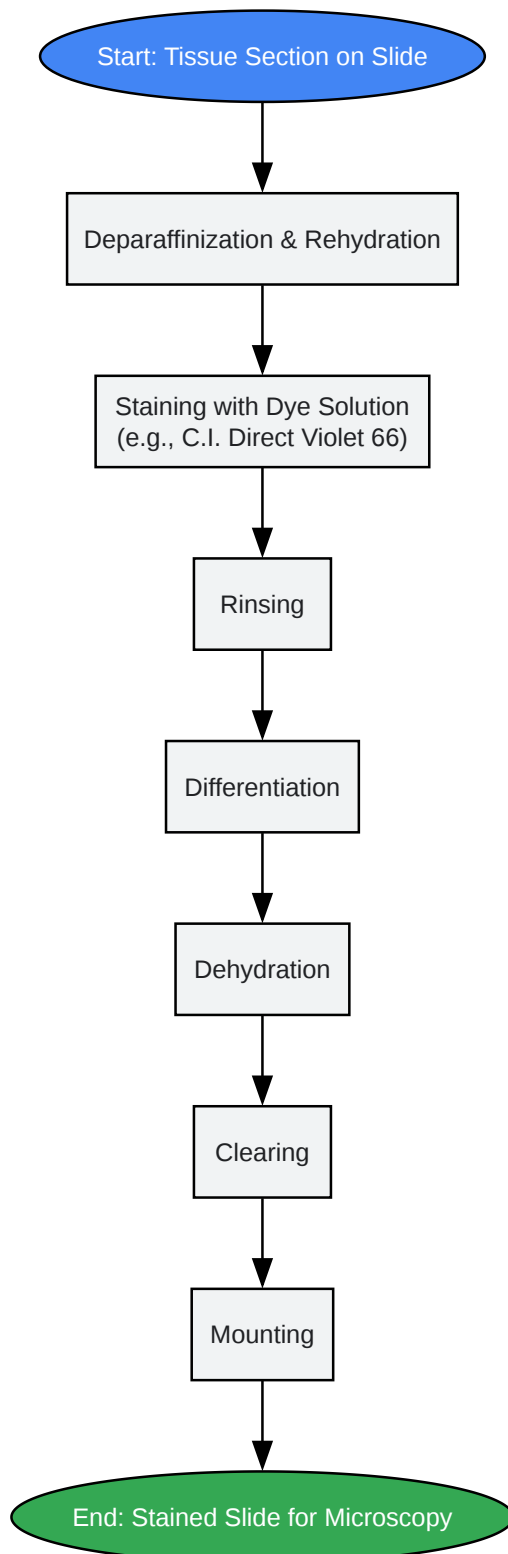 Start: Tissue Section on Slide
Deparaffinization & Rehydration
Staining with Dye Solution
(e.g., C.I. Direct Violet 66)
Rinsing
Differentiation
Dehydration
Clearing
Mounting
End: Stained Slide for Microscopy